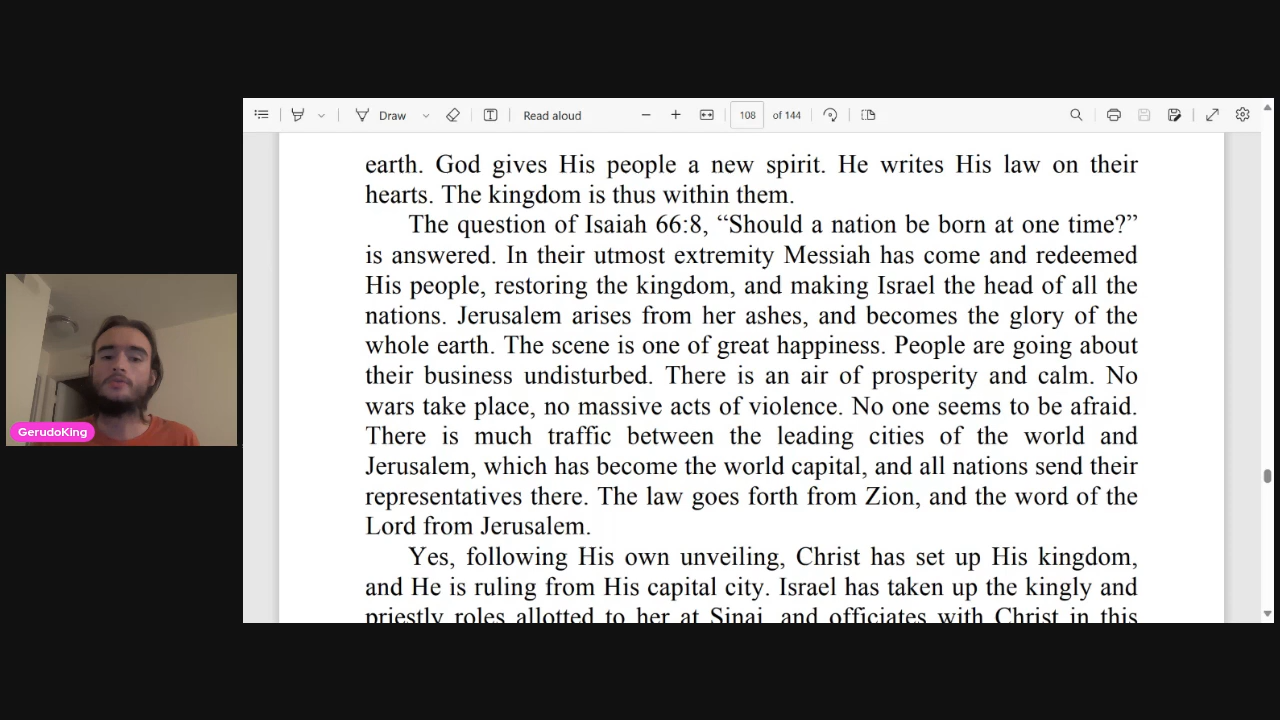 Draw
Read aloud
108
of 144
earth. God gives His people a new spirit. He writes His law on their
hearts. The kingdom is thus within them.
The question of Isaiah 66:8, “Should a nation be born at one time?”
is answered. In their utmost extremity Messiah has come and redeemed
His people, restoring the kingdom, and making Israel the head of all the
nations. Jerusalem arises from her ashes, and becomes the glory of the
whole earth. The scene is one of great happiness. People are going about
their business undisturbed. There is an air of prosperity and calm. No
wars take place, no massive acts of violence. No one seems to be afraid.
There is much traffic between the leading cities of the world and
Jerusalem, which has become the world capital, and all nations send their
representatives there. The law goes forth from Zion, and the word of the
Lord from Jerusalem.
Yes, following His own unveiling, Christ has set up His kingdom,
and He is ruling from His capital city. Israel has taken up the kingly and
priestly roles allotted to her at Sinai, and officiates with Christ in this
GerudoKing